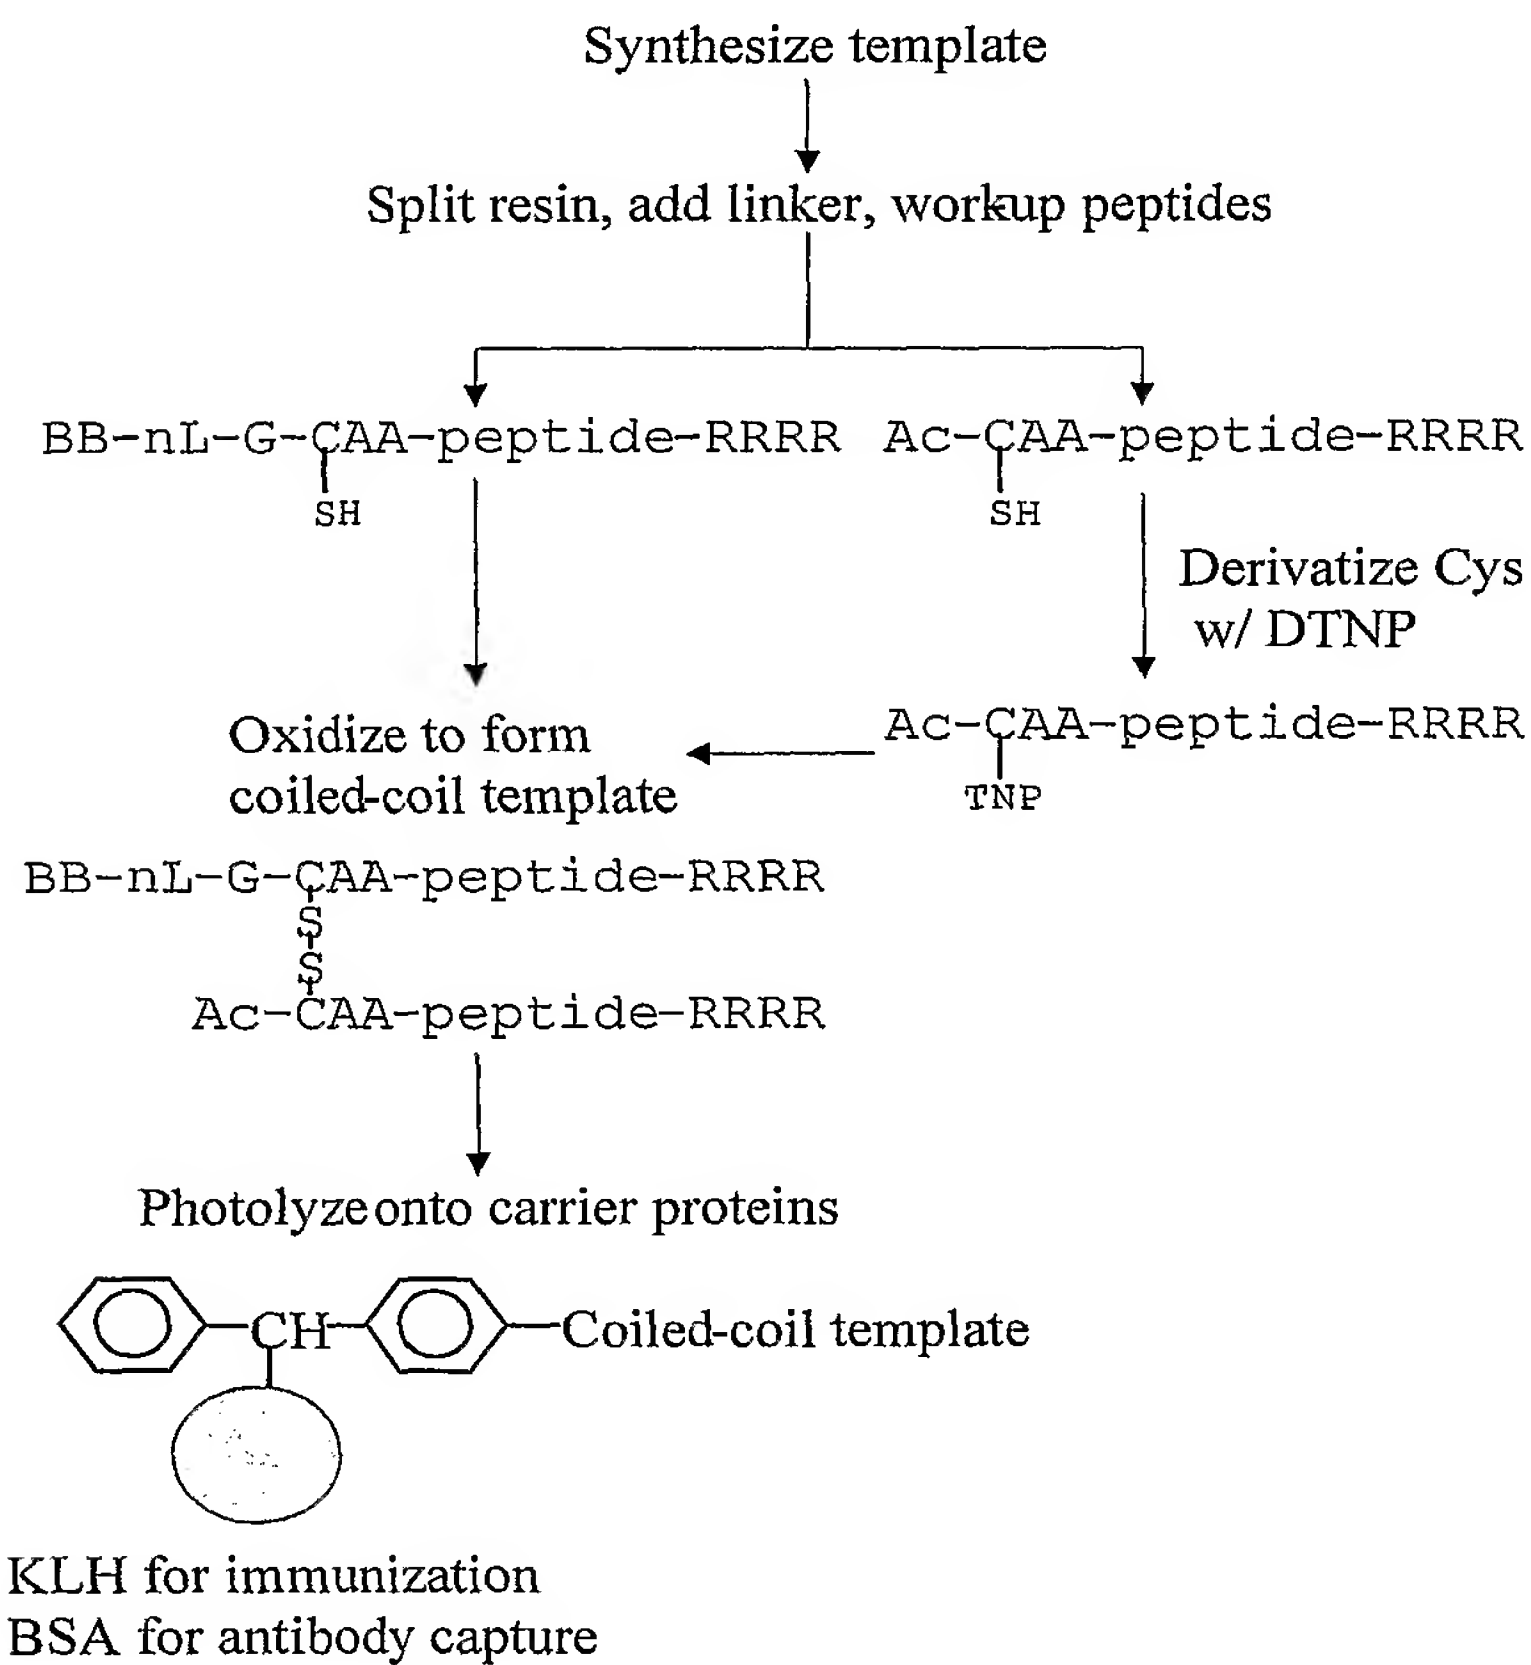 Synthesize template
Split resin, add linker, workup peptides
BB-nL-G-CAA-peptide-RRRR
SH
Ac-CAA-peptide-RRRR
SH
Derivatize Cys
w/ DTNP
Ac-CAA-peptide-RRRR
TNP
Oxidize to form
coiled-coil template
BB-nL-G-CAA-peptide-RRRR
S
S
Ac-CAA-peptide-RRRR
Photolyze onto carrier proteins
CH
Coiled-coil template
KLH for immunization
BSA for antibody capture